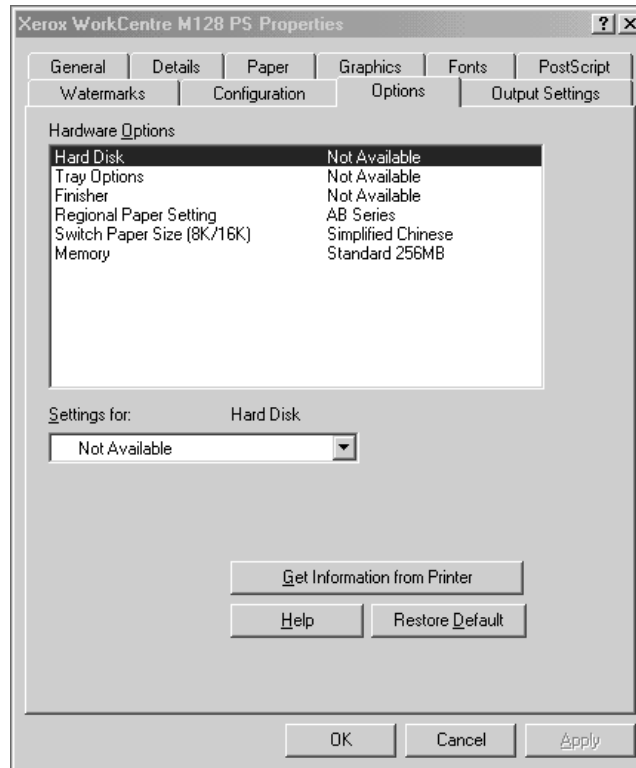 Xerox WorkCentre M128 PS Properties ? ×
General Details Paper Graphics Fonts PostScript
Watermarks Configuration Options Output Settings
Hardware Options
Hard Disk Not Available
Tray Options Not Available
Finisher Not Available
Regional Paper Setting AB Series
Switch Paper Size (8K/16K) Simplified Chinese
Memory Standard 256MB
Settings for: Hard Disk
Not Available
Get Information from Printer
Help Restore Default
OK Cancel Apply